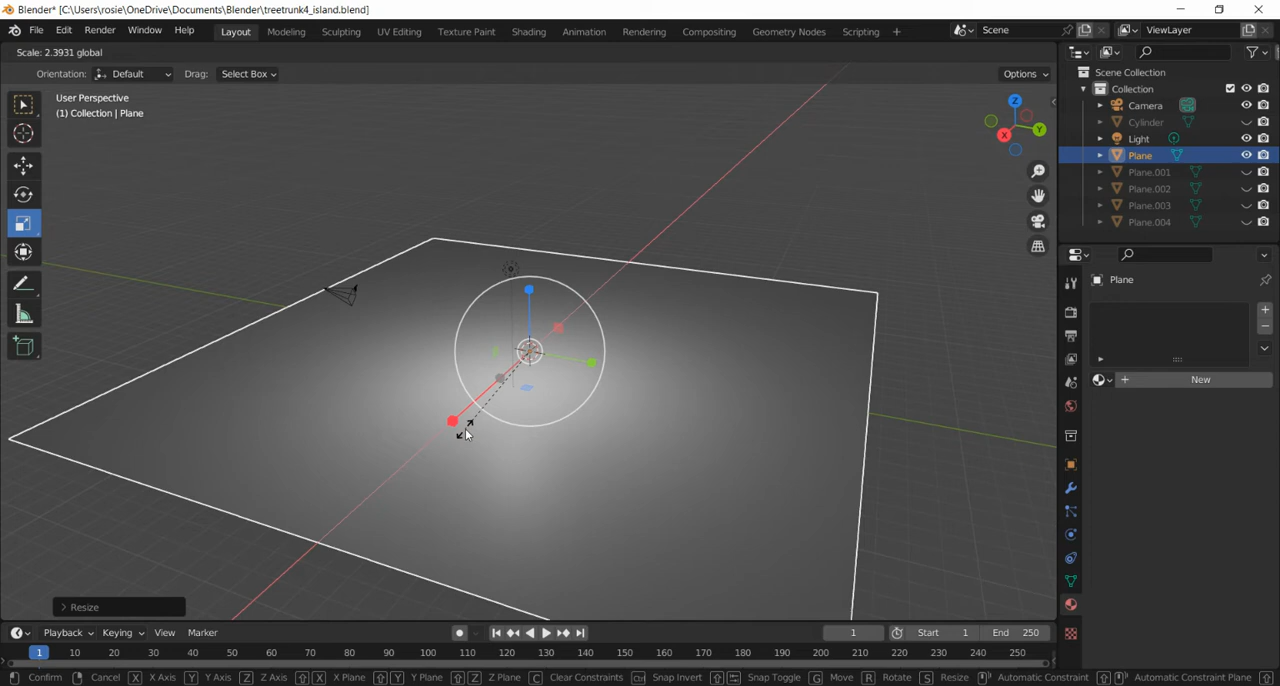 Blender* [C:\Users\rosie\OneDrive\Documents\Blender\treetrunk4_island.blend]
File Edit Render Window Help Layout Modeling Sculpting UV Editing Texture Paint Shading Animation Rendering Compositing Geometry Nodes Scripting + Scene ViewLayer
Scale: 2.3931 global
Orientation: Default Drag: Select Box Options
User Perspective
(1) Collection | Plane
Z
Y
X
Scene Collection
Collection
Camera
Cylinder
Light
Plane
Plane.001
Plane.002
Plane.003
Plane.004
Plane
New
Resize
Playback Keying View Marker 1 Start 1 End 250
1 10 20 30 40 50 60 70 80 90 100 110 120 130 140 150 160 170 180 190 200 210 220 230 240 250
Confirm Cancel X X Axis Y Y Axis Z Z Axis X X Plane Y Y Plane Z Z Plane C Clear Constraints Ctrl Snap Invert Snap Toggle G Move R Rotate S Resize Automatic Constraint Automatic Constraint Plane